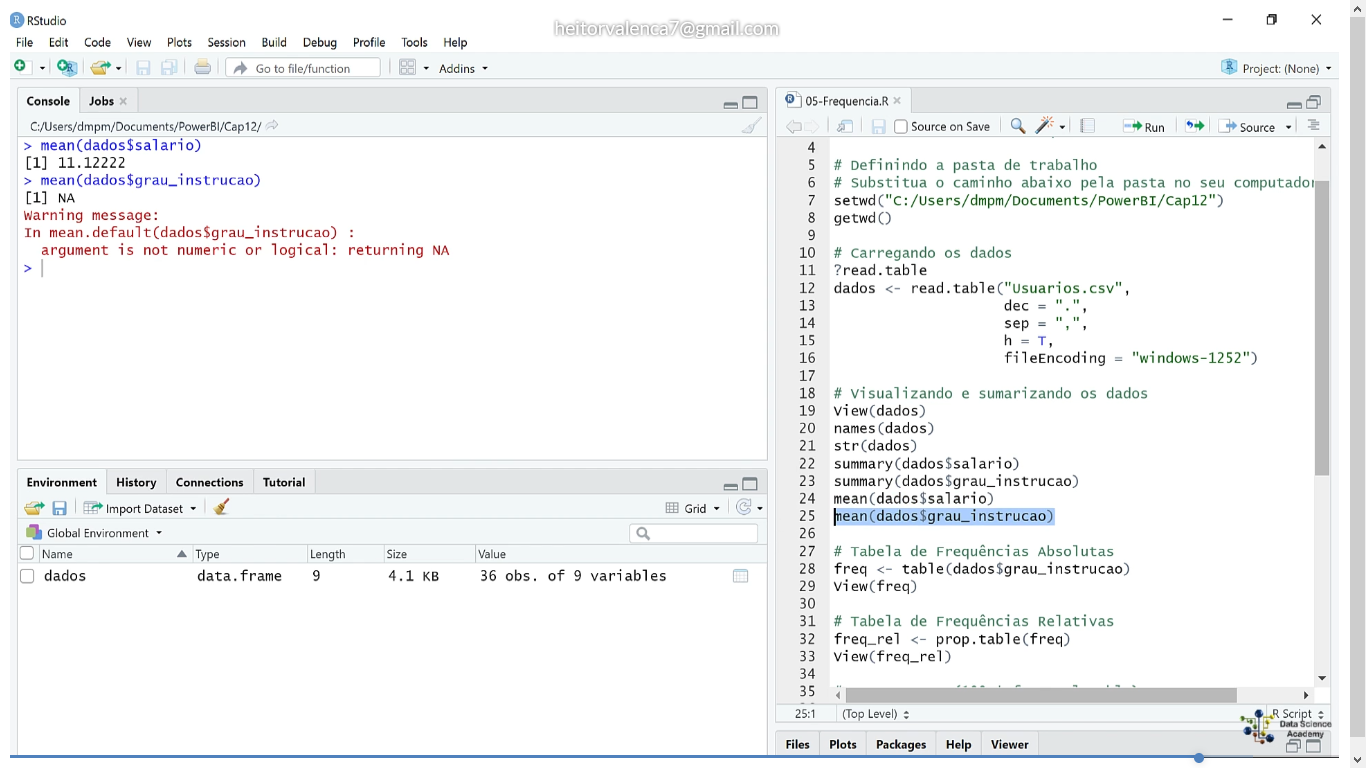 RStudio
heitorvalenca7@gmail.com
File Edit Code View Plots Session Build Debug Profile Tools Help
Go to file/function Addins Project: (None)
Console Jobs
C:/Users/dmpm/Documents/PowerBI/Cap12/
> mean(dados$salario)
[1] 11.12222
> mean(dados$grau_instrucao)
[1] NA
Warning message:
In mean.default(dados$grau_instrucao) :
argument is not numeric or logical: returning NA
>
Environment History Connections Tutorial
Import Dataset Grid
Global Environment
Name Type Length Size Value
dados data.frame 9 4.1 KB 36 obs. of 9 variables
05-Frequencia.R
Source on Save Run Source
4
5 # Definindo a pasta de trabalho
6 # Substitua o caminho abaixo pela pasta no seu computador
7 setwd("C:/Users/dmpm/Documents/PowerBI/Cap12")
8 getwd()
9
10 # Carregando os dados
11 ?read.table
12 dados <- read.table("Usuarios.csv",
13 dec = ".",
14 sep = ",",
15 h = T,
16 fileEncoding = "windows-1252")
17
18 # Visualizando e sumarizando os dados
19 View(dados)
20 names(dados)
21 str(dados)
22 summary(dados$salario)
23 summary(dados$grau_instrucao)
24 mean(dados$salario)
25 mean(dados$grau_instrucao)
26
27 # Tabela de Frequências Absolutas
28 freq <- table(dados$grau_instrucao)
29 View(freq)
30
31 # Tabela de Frequências Relativas
32 freq_rel <- prop.table(freq)
33 View(freq_rel)
34
35
25:1 (Top Level) R Script
Data Science
Academy
Files Plots Packages Help Viewer